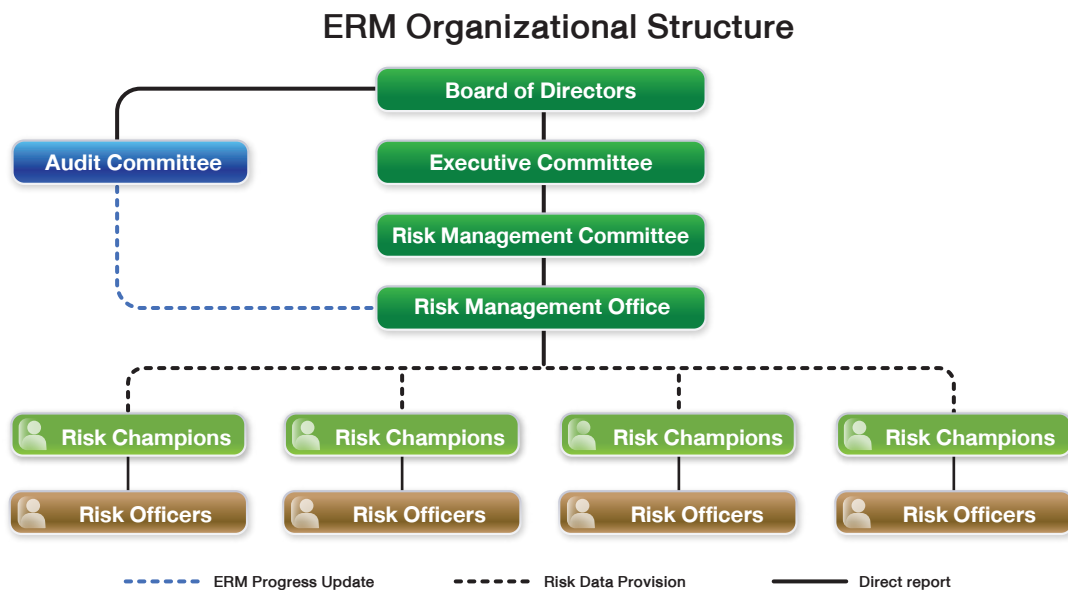 ERM Organizational Structure
Board of Directors
Audit Committee
Executive Committee
Risk Management Committee
Risk Management Office
Risk Champions
Risk Champions
Risk Champions
Risk Champions
Risk Officers
Risk Officers
Risk Officers
Risk Officers
ERM Progress Update
Risk Data Provision
Direct report